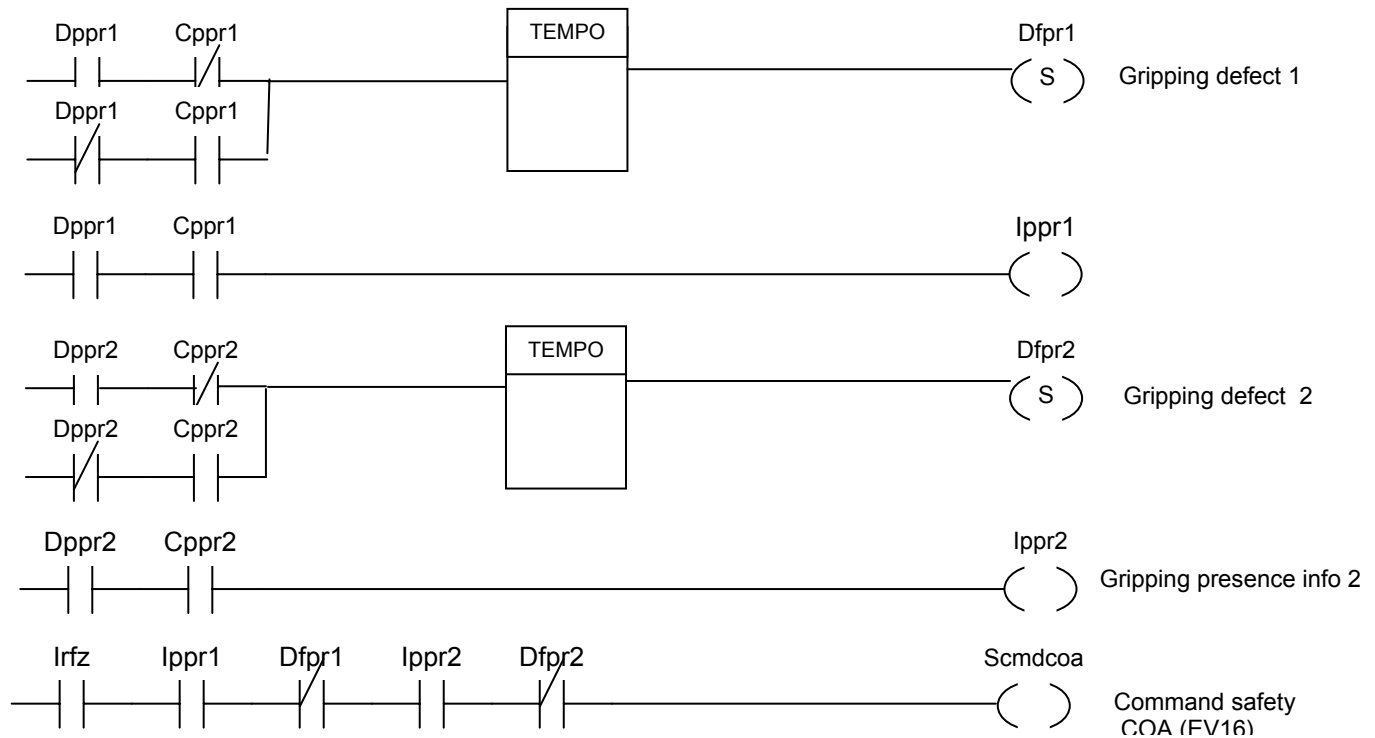 Dppr1 Cppr1 TEMPO Dfpr1
S Gripping defect 1
Dppr1 Cppr1
Dppr1 Cppr1 Ippr1
Dppr2 Cppr2 TEMPO Dfpr2
S Gripping defect 2
Dppr2 Cppr2
Dppr2 Cppr2 Ippr2
Gripping presence info 2
Irfz Ippr1 Dfpr1 Ippr2 Dfpr2 Scmdcoa
Command safety
COA (EV16)